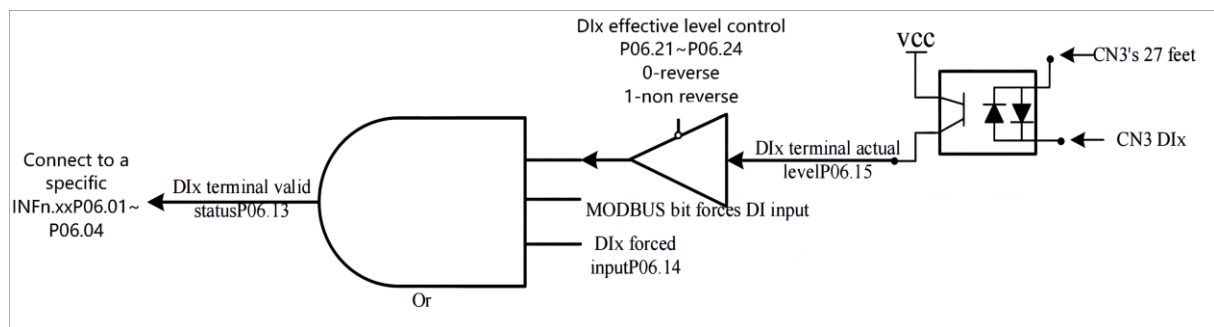 DIx effective level control
P06.21~P06.24
0-reverse
1-non reverse
vcc
CN3's 27 feet
CN3 DIx
DIx terminal actual
levelP06.15
Connect to a
specific
INFn.xxP06.01~
P06.04
DIx terminal valid
statusP06.13
MODBUS bit forces DI input
DIx forced
inputP06.14
Or